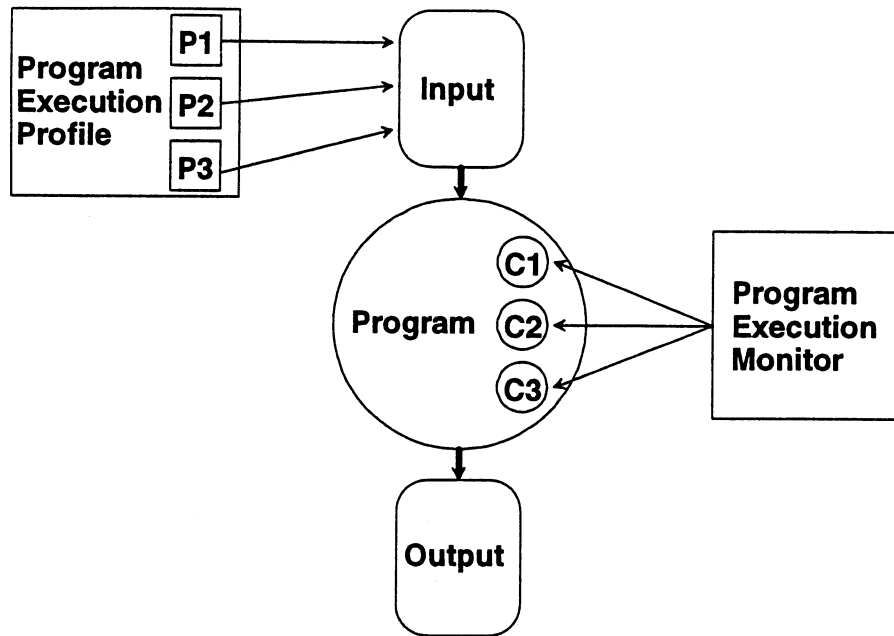 Program
Execution
Profile
P1
P2
P3
Input
Program
C1
C2
C3
Program
Execution
Monitor
Output